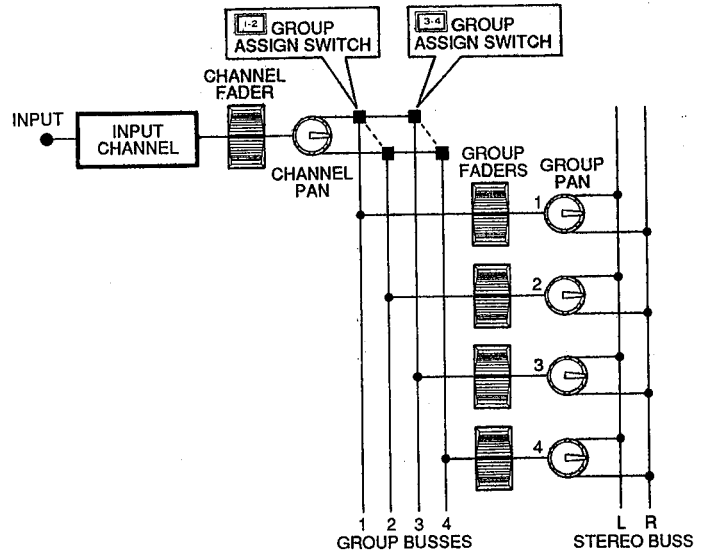 1-2 GROUP
ASSIGN SWITCH
3-4 GROUP
ASSIGN SWITCH
CHANNEL
FADER
INPUT
INPUT
CHANNEL
CHANNEL
PAN
GROUP
FADERS
GROUP
PAN
1
2
3
4
1 2 3 4
GROUP BUSSES
L R
STEREO BUSS